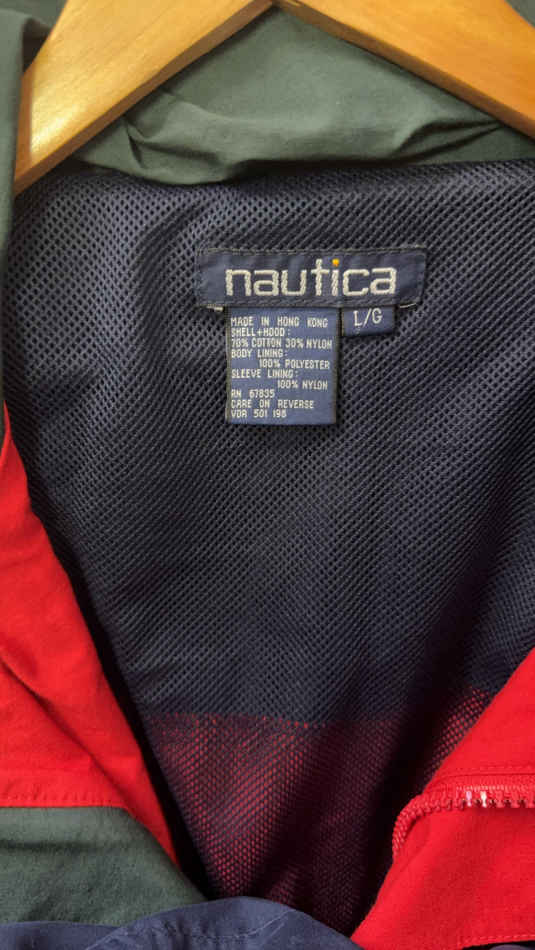 nautica
L/G
MADE IN HONG KONG
SHELL+HOOD:
70% COTTON 30% NYLON
BODY LINING:
100% POLYESTER
SLEEVE LINING:
100% NYLON
RN 67835
CARE ON REVERSE
VDR 501 198